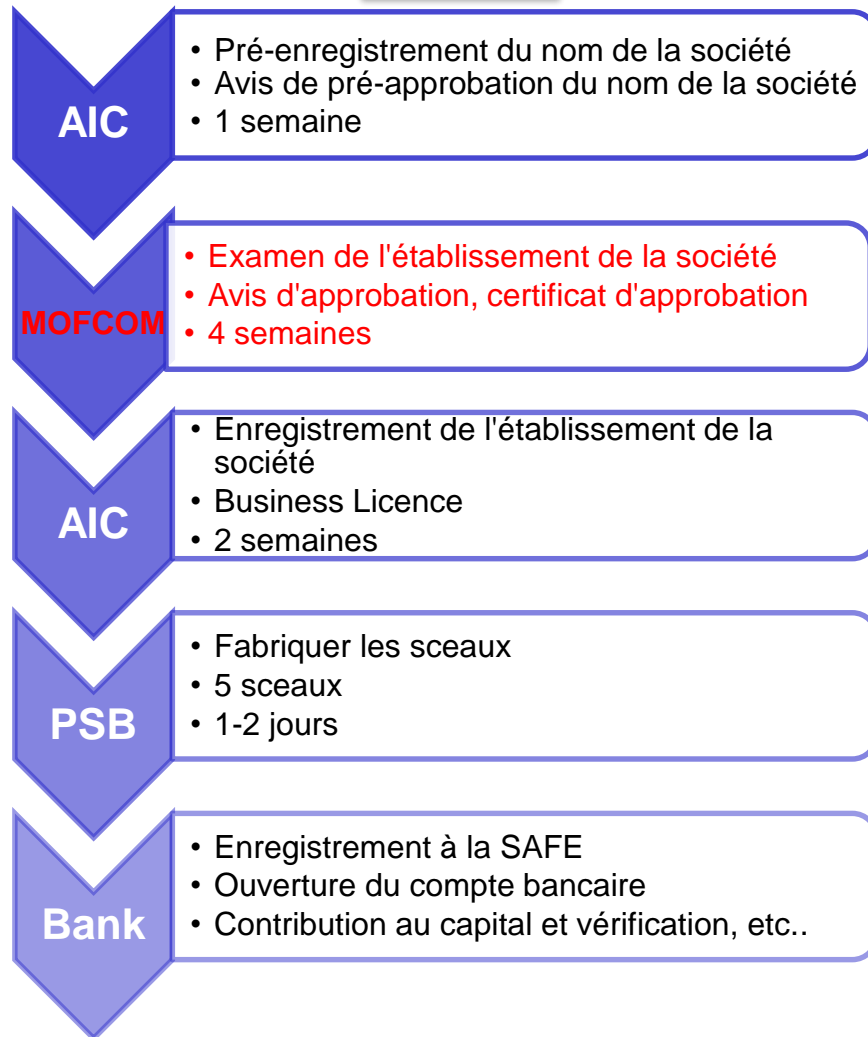 AIC
• Pré-enregistrement du nom de la société
• Avis de pré-approbation du nom de la société
• 1 semaine
MOFCOM
• Examen de l'établissement de la société
• Avis d'approbation, certificat d'approbation
• 4 semaines
AIC
• Enregistrement de l'établissement de la
société
• Business Licence
• 2 semaines
PSB
• Fabriquer les sceaux
• 5 sceaux
• 1-2 jours
Bank
• Enregistrement à la SAFE
• Ouverture du compte bancaire
• Contribution au capital et vérification, etc..